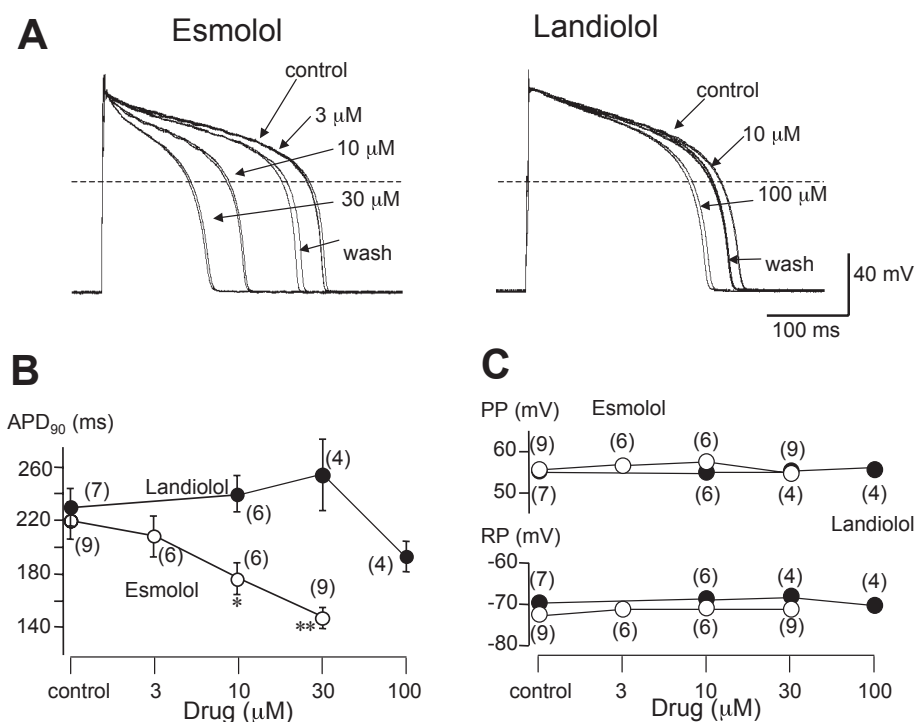 A
Esmolol
Landiolol
control
3 μM
10 μM
30 μM
wash
control
10 μM
100 μM
wash
40 mV
100 ms
B
APD90 (ms)
260
220
180
140
(7)
Landiolol
(6)
(4)
(9)
(6)
(6)
(9)
(4)
Esmolol
*
**
control
3
10
30
100
Drug (μM)
C
PP (mV)
Esmolol
60
50
(9)
(6)
(6)
(9)
(7)
(6)
(4)
(4)
Landiolol
RP (mV)
-60
-70
-80
(7)
(6)
(4)
(4)
(9)
(6)
(6)
(9)
control
3
10
30
100
Drug (μM)